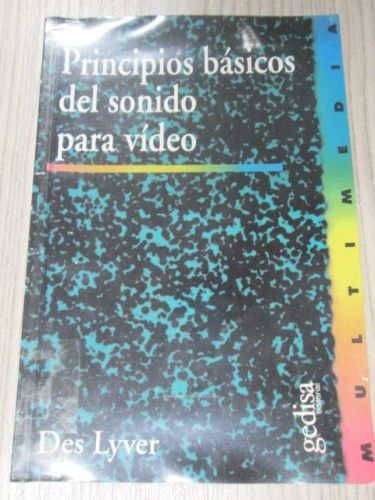 Principios básicos
del sonido
para vídeo
MULTIMEDIA
Des Lyver
gedisa
editorial